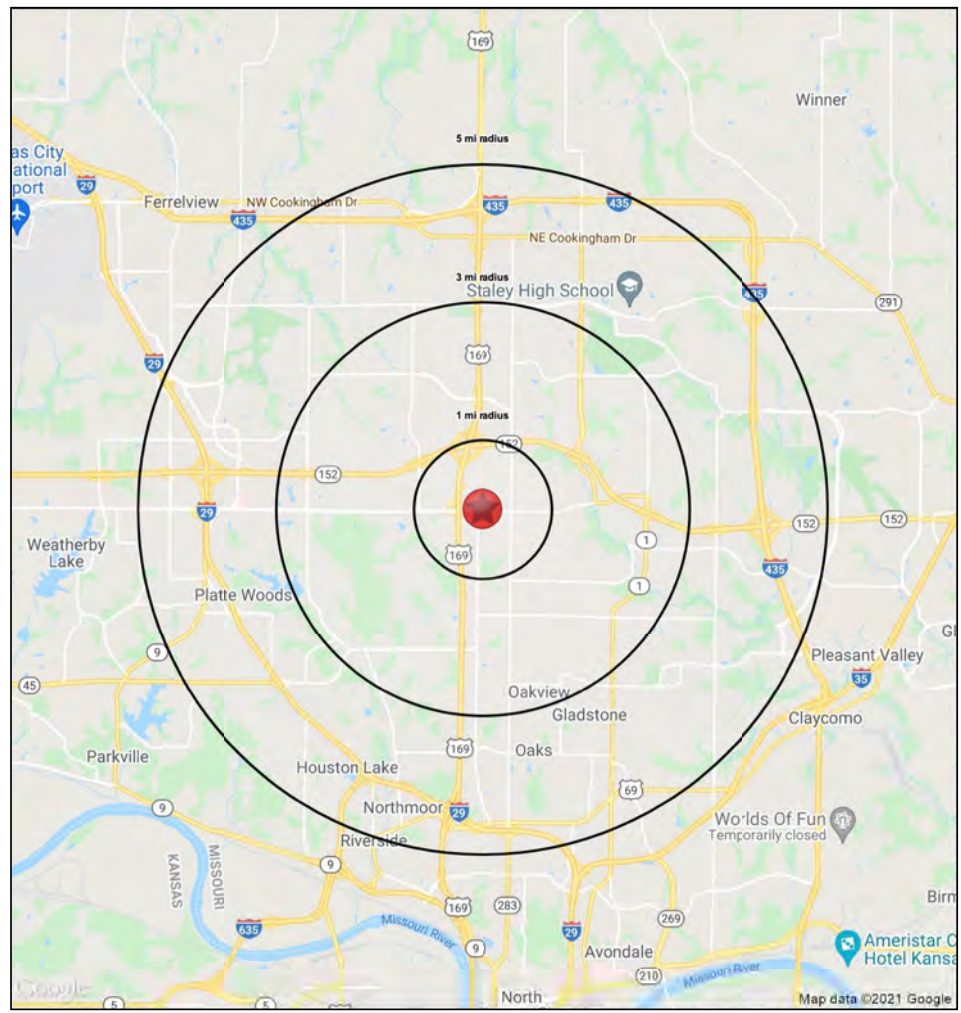 169
Winner
5 mi radius
as City
ational
port
29
Ferrelview
NW Cookingham Dr
435
435
435
NE Cookingham Dr
3 mi radius
Staley High School
435
291
169
29
1 mi radius
152
152
29
152
152
Weatherby
Lake
169
1
435
1
Platte Woods
9
Gl
Pleasant Valley
45
35
Oakview
Gladstone
Claycomo
169
Oaks
Parkville
Houston Lake
69
9
Northmoor
29
Worlds Of Fun
Temporarily closed
Riverside
9
KANSAS
MISSOURI
Birm
169
283
269
635
Missouri River
29
9
Avondale
Ameristar C
Hotel Kansa
210
Missouri River
Google
North
5
5
Map data ©2021 Google